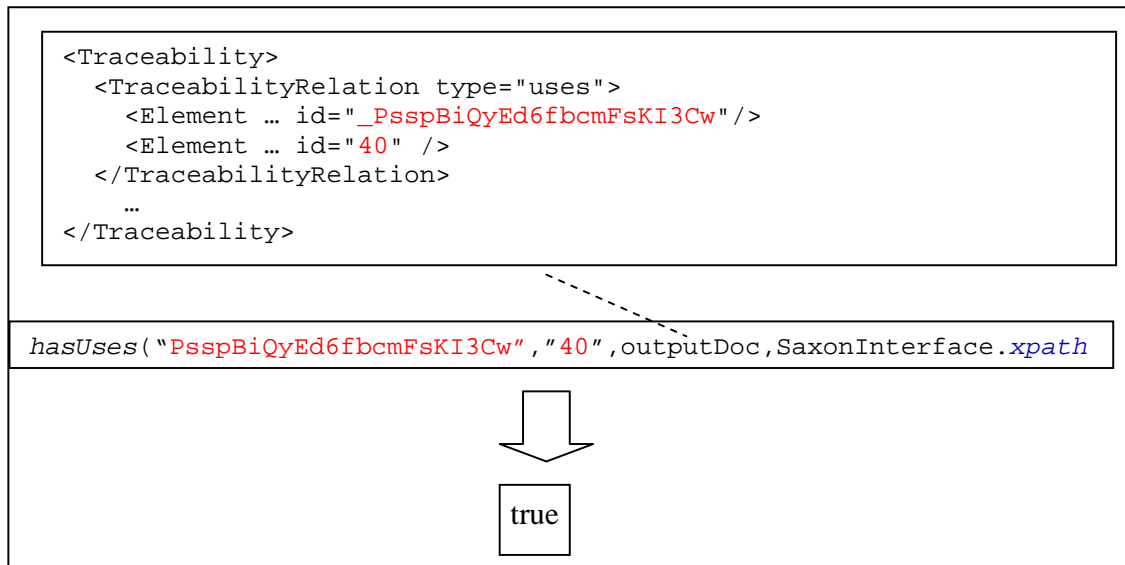 <Traceability>
<TraceabilityRelation type="uses">
<Element … id="_PsspBiQyEd6fbcmFsKI3Cw"/>
<Element … id="40" />
</TraceabilityRelation>
…
</Traceability>
hasUses(“PsspBiQyEd6fbcmFsKI3Cw”,”40”,outputDoc,SaxonInterface.xpath
true